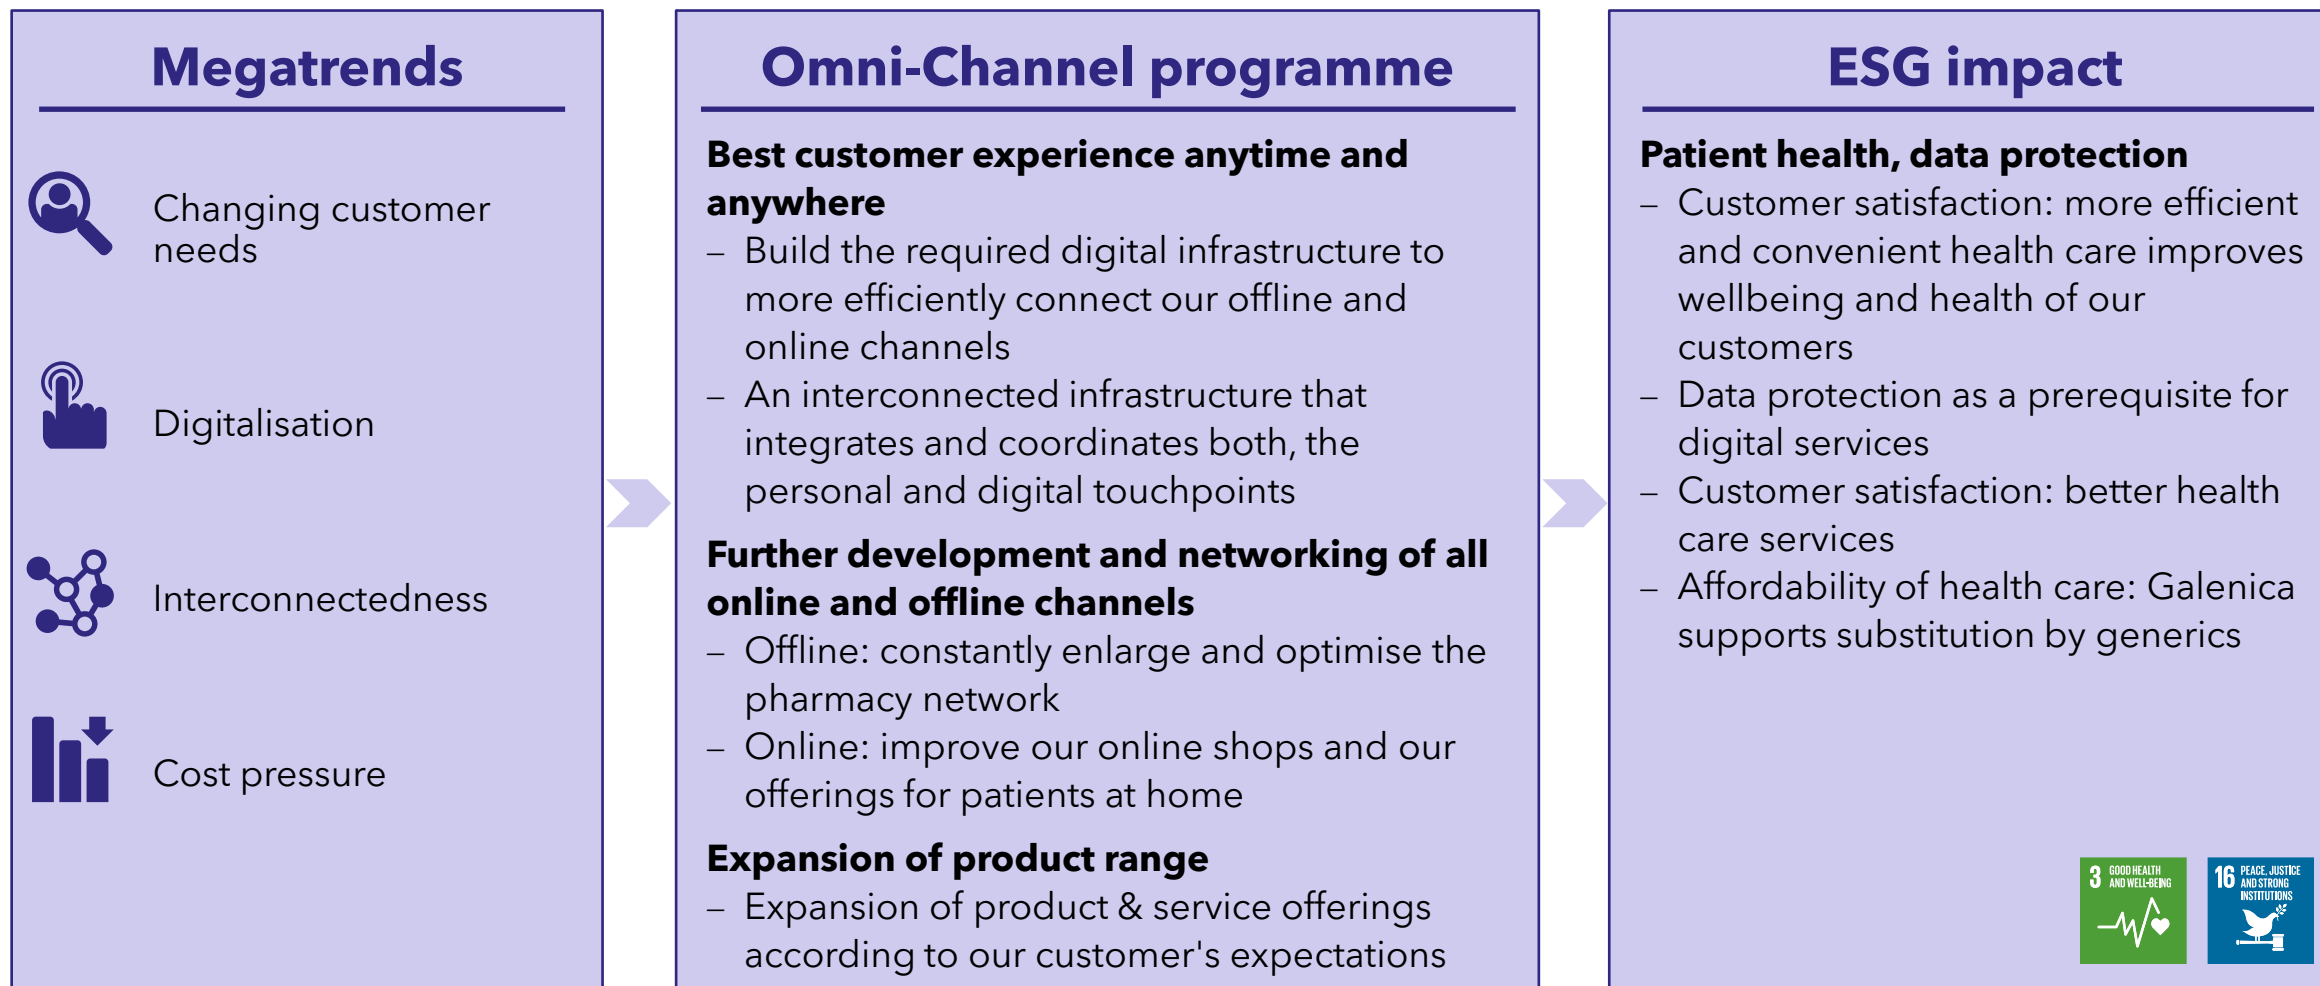 Megatrends
Changing customer
needs
Digitalisation
Interconnectedness
Cost pressure
Omni-Channel programme
Best customer experience anytime and
anywhere
– Build the required digital infrastructure to
more efficiently connect our offline and
online channels
– An interconnected infrastructure that
integrates and coordinates both, the
personal and digital touchpoints
Further development and networking of all
online and offline channels
– Offline: constantly enlarge and optimise the
pharmacy network
– Online: improve our online shops and our
offerings for patients at home
Expansion of product range
– Expansion of product & service offerings
according to our customer's expectations
ESG impact
Patient health, data protection
– Customer satisfaction: more efficient
and convenient health care improves
wellbeing and health of our
customers
– Data protection as a prerequisite for
digital services
– Customer satisfaction: better health
care services
– Affordability of health care: Galenica
supports substitution by generics
3 GOOD HEALTH
AND WELL-BEING
16 PEACE, JUSTICE
AND STRONG
INSTITUTIONS